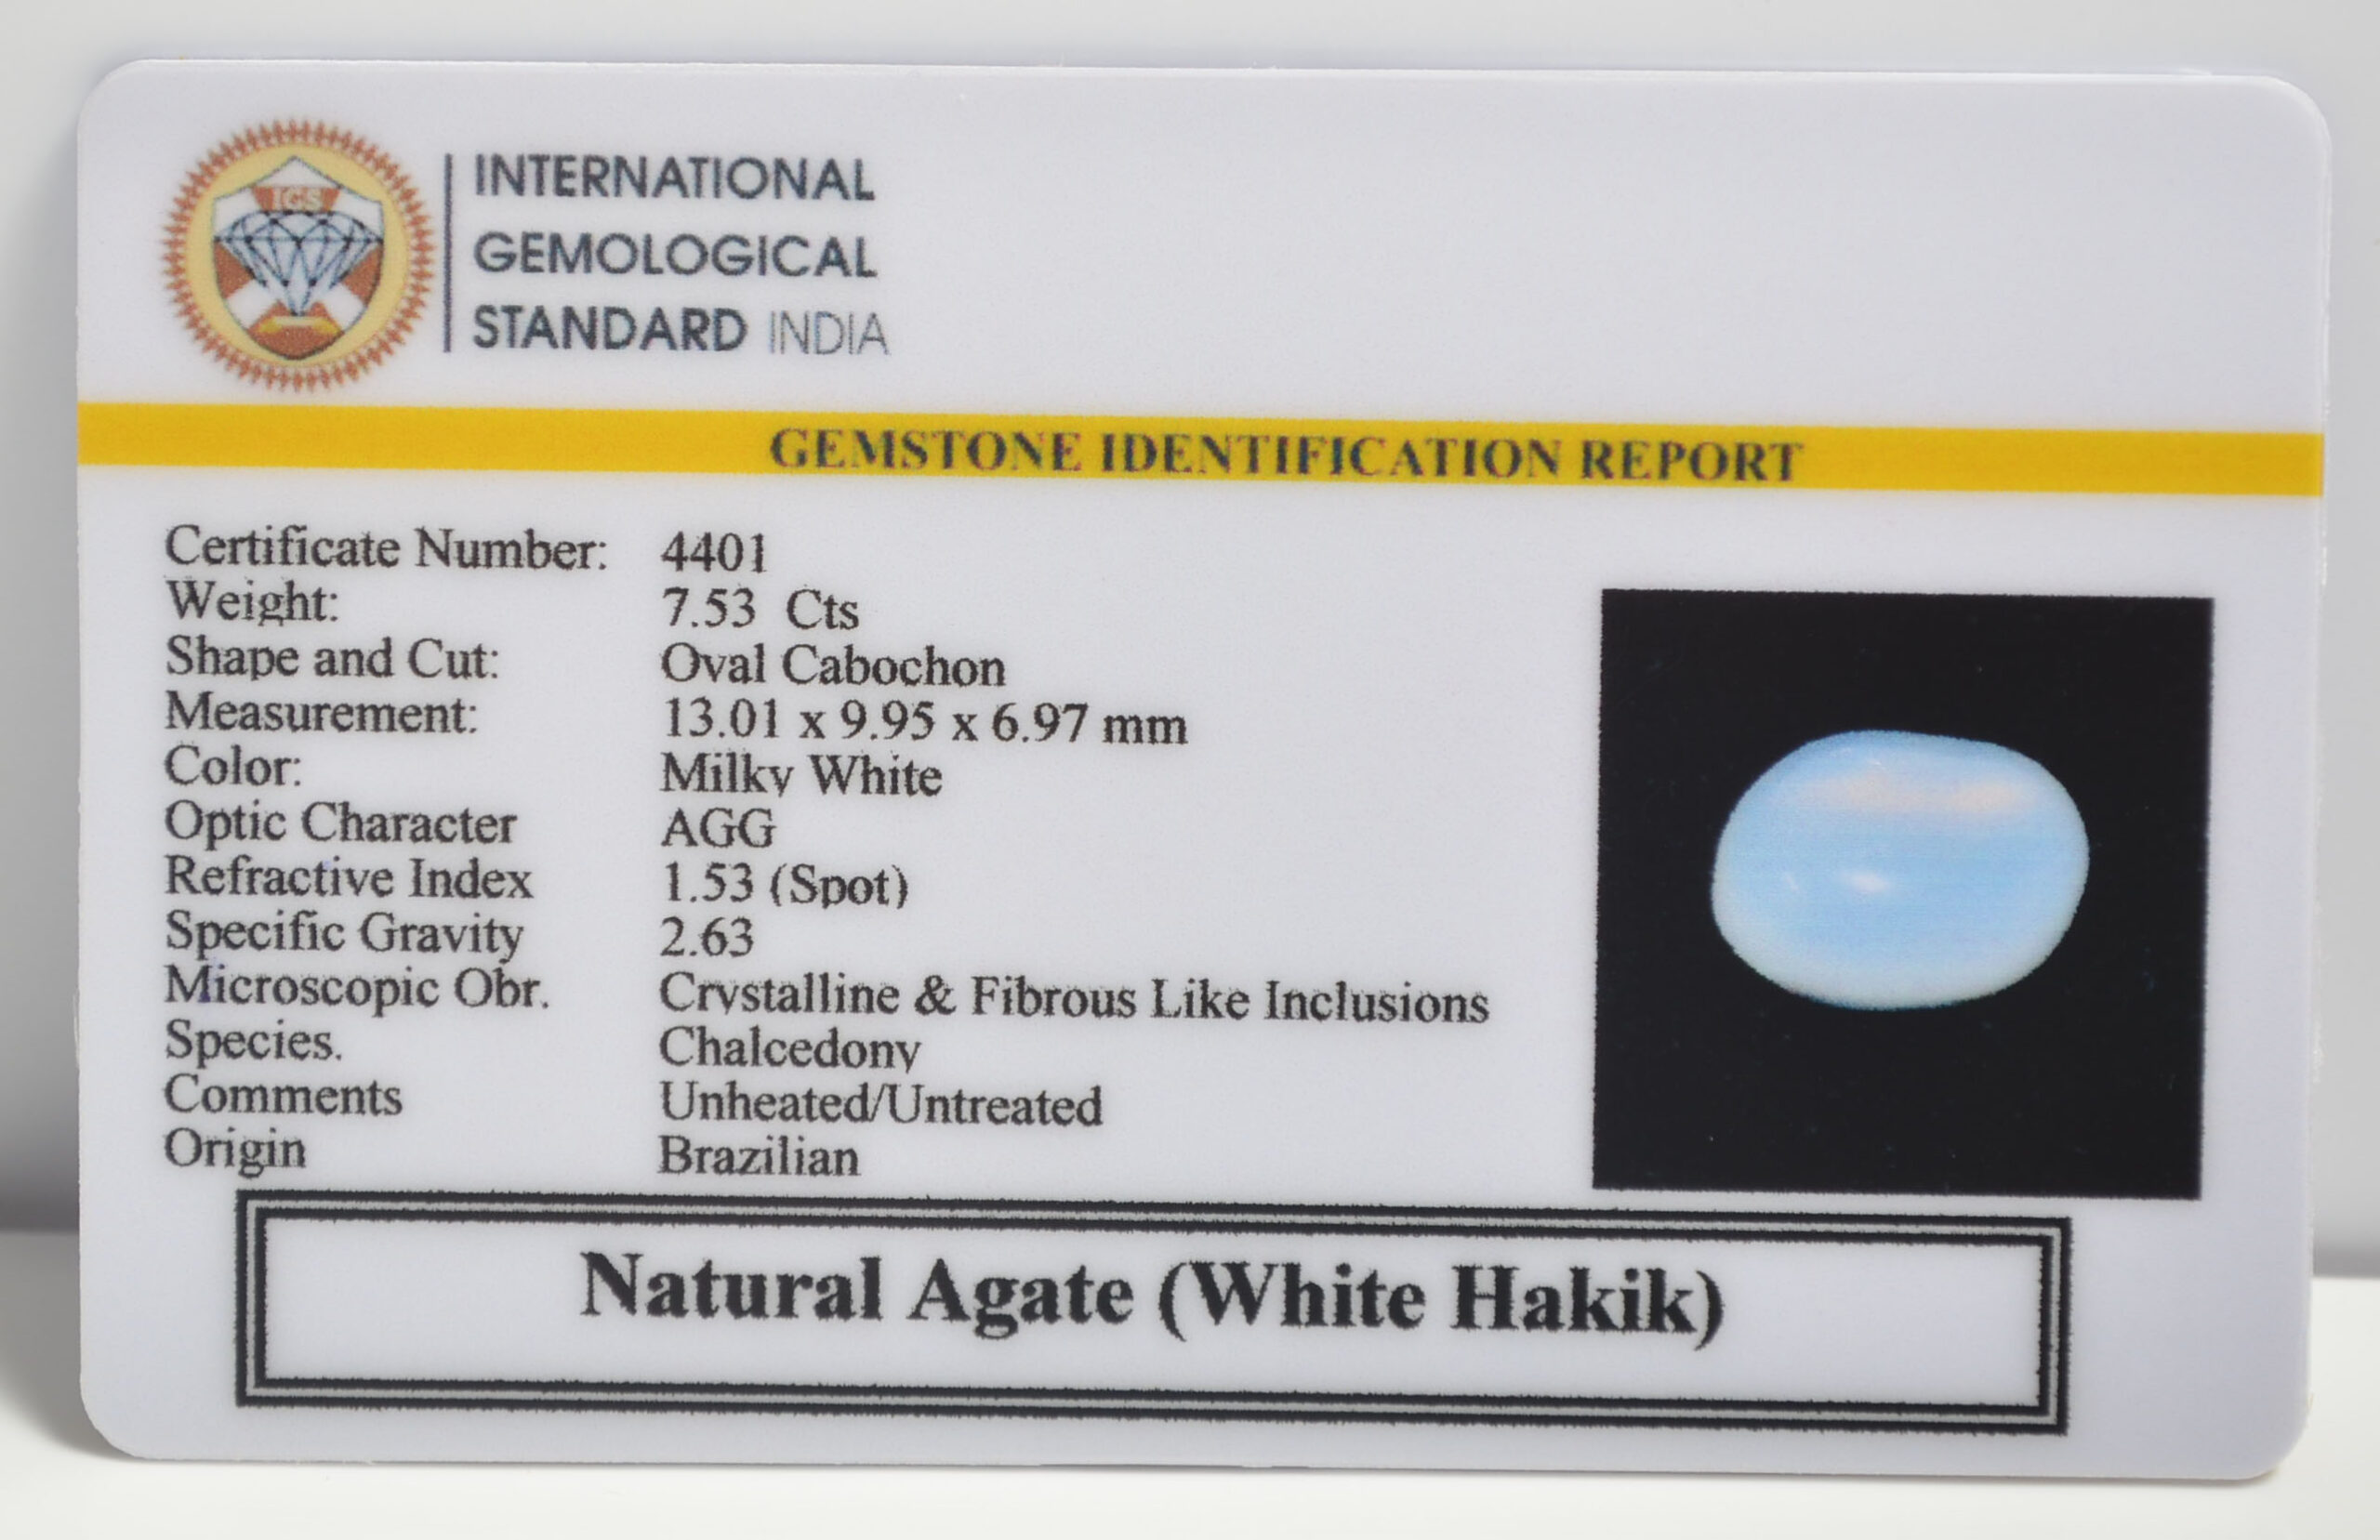 IGS
INTERNATIONAL
GEMOLOGICAL
STANDARD INDIA
GEMSTONE IDENTIFICATION REPORT
Certificate Number: 4401
Weight: 7.53 Cts
Shape and Cut: Oval Cabochon
Measurement: 13.01 x 9.95 x 6.97 mm
Color: Milky White
Optic Character AGG
Refractive Index 1.53 (Spot)
Specific Gravity 2.63
Microscopic Obr. Crystalline & Fibrous Like Inclusions
Species. Chalcedony
Comments Unheated/Untreated
Origin Brazilian
Natural Agate (White Hakik)